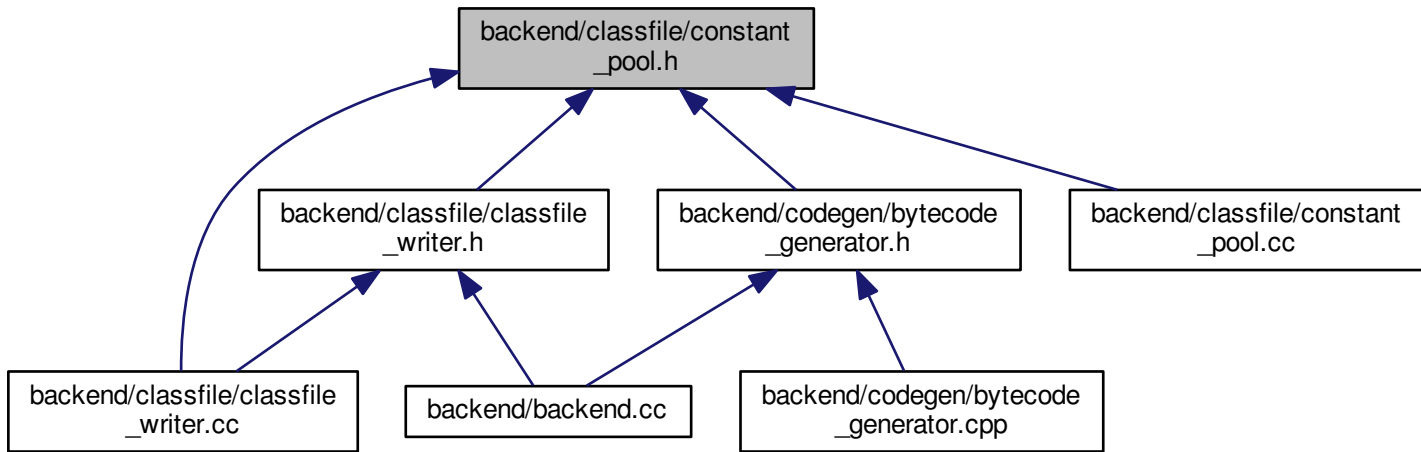 backend/classfile/constant
_pool.h
backend/classfile/classfile
_writer.h
backend/codegen/bytecode
_generator.h
backend/classfile/constant
_pool.cc
backend/classfile/classfile
_writer.cc
backend/backend.cc
backend/codegen/bytecode
_generator.cpp